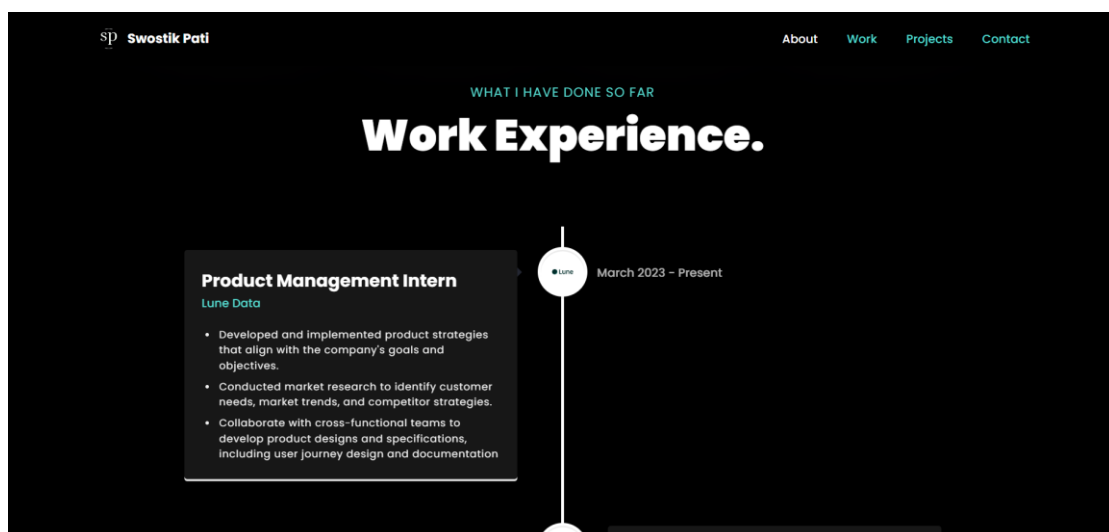 sp Swostik Pati
About Work Projects Contact
WHAT I HAVE DONE SO FAR
Work Experience.
Product Management Intern
Lune Data
• Developed and implemented product strategies
that align with the company's goals and
objectives.
• Conducted market research to identify customer
needs, market trends, and competitor strategies.
• Collaborate with cross-functional teams to
develop product designs and specifications,
including user journey design and documentation
Lune
March 2023 - Present